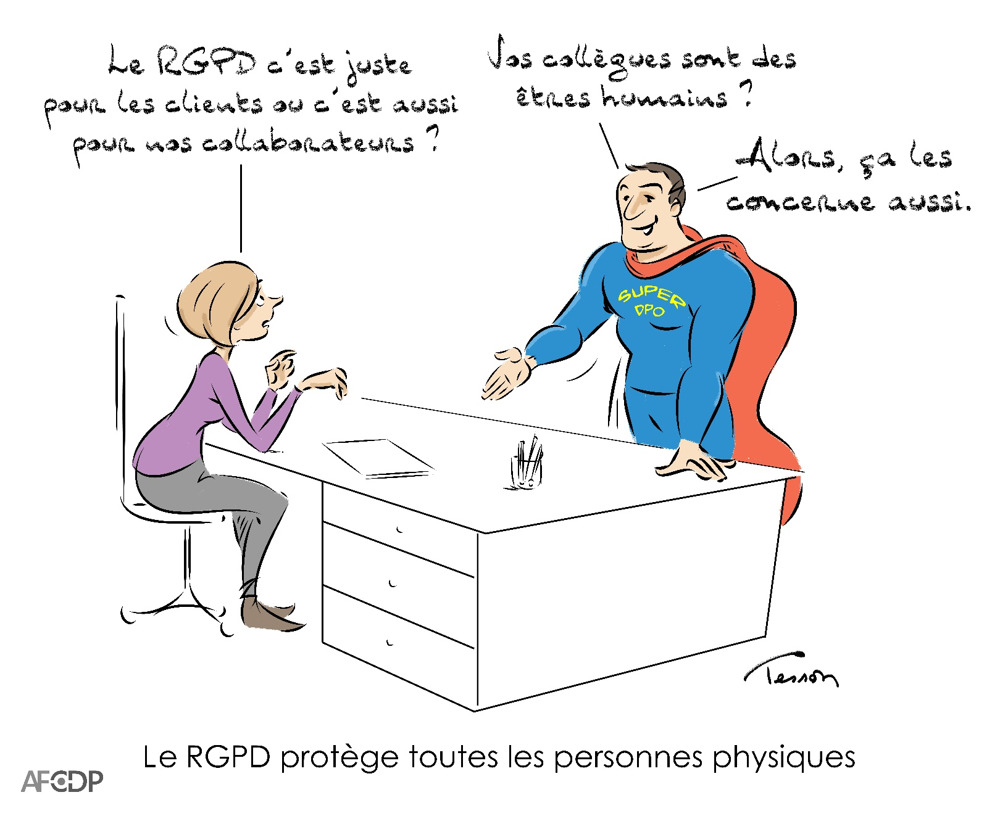 Le RGPD c'est juste
pour les clients ou c'est aussi
pour nos collaborateurs ?
Vos collègues sont des
êtres humains ?
Alors, ça les
concerne aussi.
SUPER
DPO
Tesson
Le RGPD protège toutes les personnes physiques
AFCDP